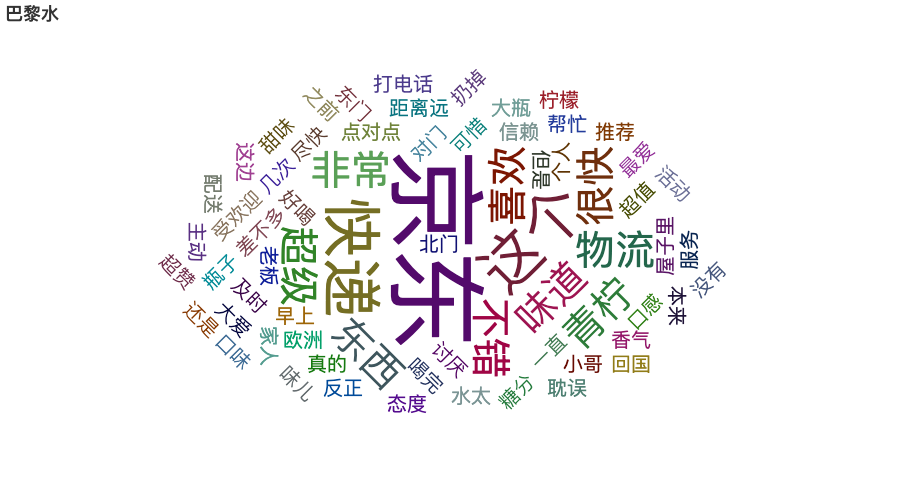 巴黎水
打电话
扔掉
之前
东门
距离远
大瓶
柠檬
点对点
对门
可惜
信赖
帮忙
推荐
甜味
尽快
这边
几次
非常
京东
喜欢
是但
个人
很快
最爱
活动
超值
配送
受欢迎
好喝
快递
北门
这个
物流
屋子里
服务
主动
差不多
超级
老板
没有
超赞
瓶子
及时
味道
青柠
口感
本来
还是
大爱
早上
不错
口味
家人
欧洲
东西
讨厌
一直
香气
真的
喝完
小哥
回国
味儿
反正
态度
水太
糖分
耽误